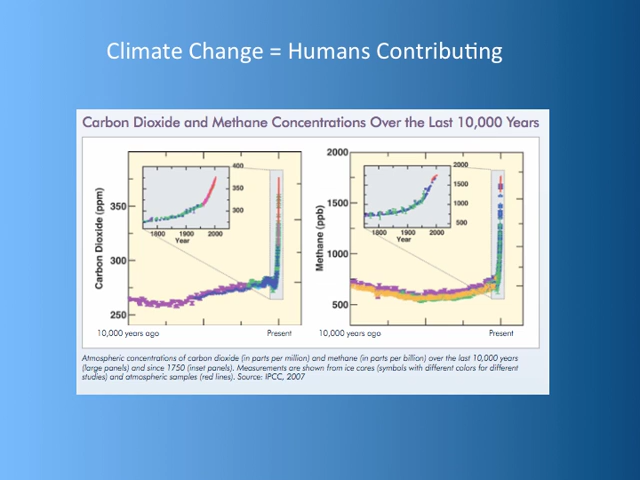 Climate Change = Humans Contributing
Carbon Dioxide and Methane Concentrations Over the Last 10,000 Years
Carbon Dioxide (ppm)
350
300
250
400
350
300
1800 1900 2000
Year
10,000 years ago Present
Methane (ppb)
2000
1500
1000
500
2000
1500
1000
500
1800 1900 2000
Year
10,000 years ago Present
Atmospheric concentrations of carbon dioxide (in parts per million) and methane (in parts per billion) over the last 10,000 years
(large panels) and since 1750 (inset panels). Measurements are shown from ice cores (symbols with different colors for different
studies) and atmospheric samples (red lines). Source: IPCC, 2007